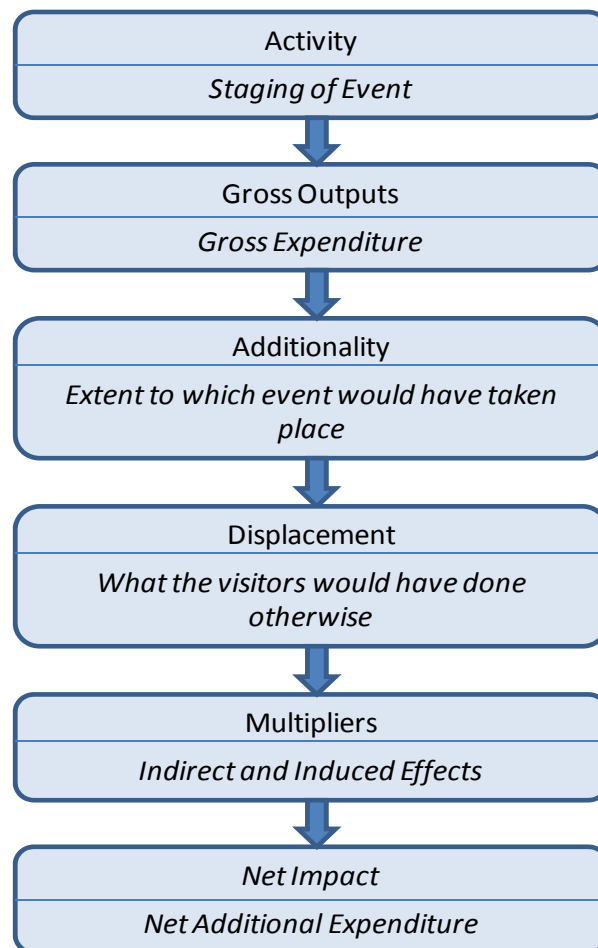 Activity
Staging of Event
Gross Outputs
Gross Expenditure
Additionality
Extent to which event would have taken
place
Displacement
What the visitors would have done
otherwise
Multipliers
Indirect and Induced Effects
Net Impact
Net Additional Expenditure